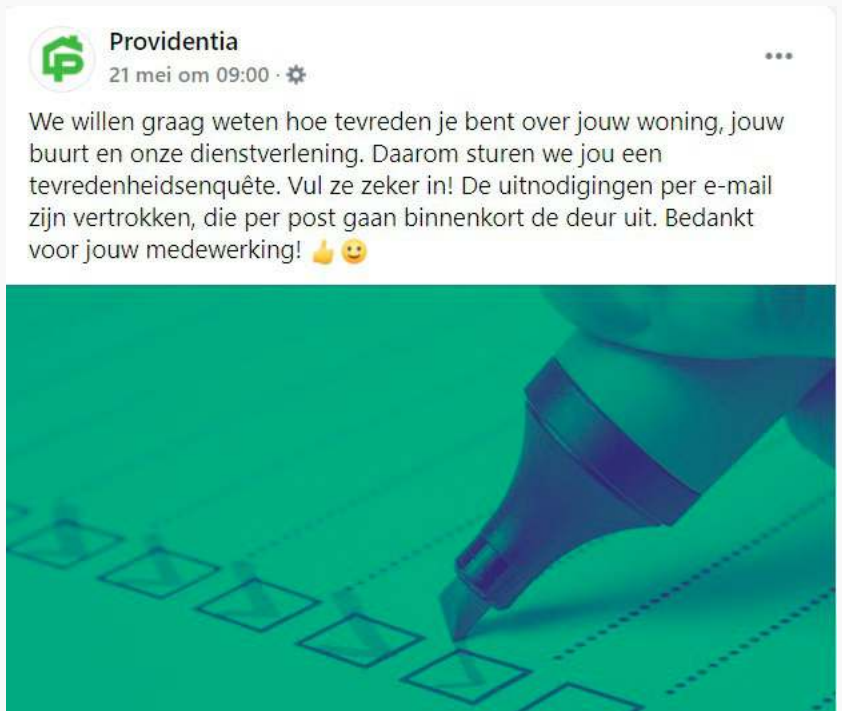 Providentia
21 mei om 09:00 ·
We willen graag weten hoe tevreden je bent over jouw woning, jouw
buurt en onze dienstverlening. Daarom sturen we jou een
tevredenheidsenquête. Vul ze zeker in! De uitnodigingen per e-mail
zijn vertrokken, die per post gaan binnenkort de deur uit. Bedankt
voor jouw medewerking! 👍🙂